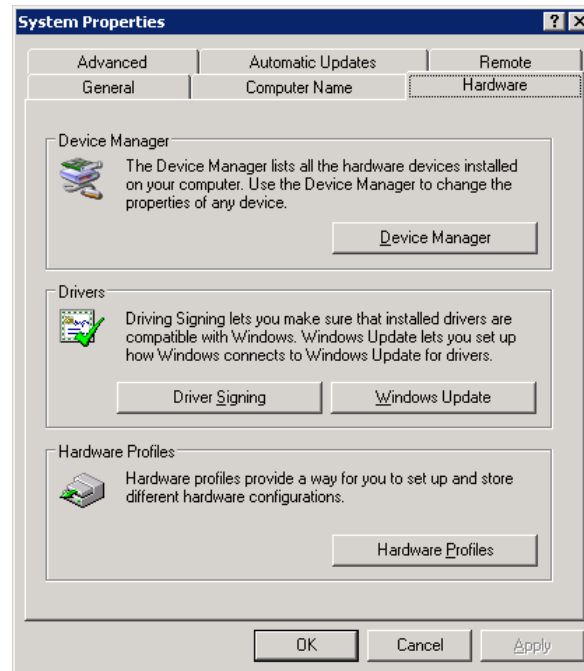 System Properties
Advanced
Automatic Updates
Remote
General
Computer Name
Hardware
Device Manager
The Device Manager lists all the hardware devices installed
on your computer. Use the Device Manager to change the
properties of any device.
Device Manager
Drivers
Driving Signing lets you make sure that installed drivers are
compatible with Windows. Windows Update lets you set up
how Windows connects to Windows Update for drivers.
Driver Signing
Windows Update
Hardware Profiles
Hardware profiles provide a way for you to set up and store
different hardware configurations.
Hardware Profiles
OK
Cancel
Apply